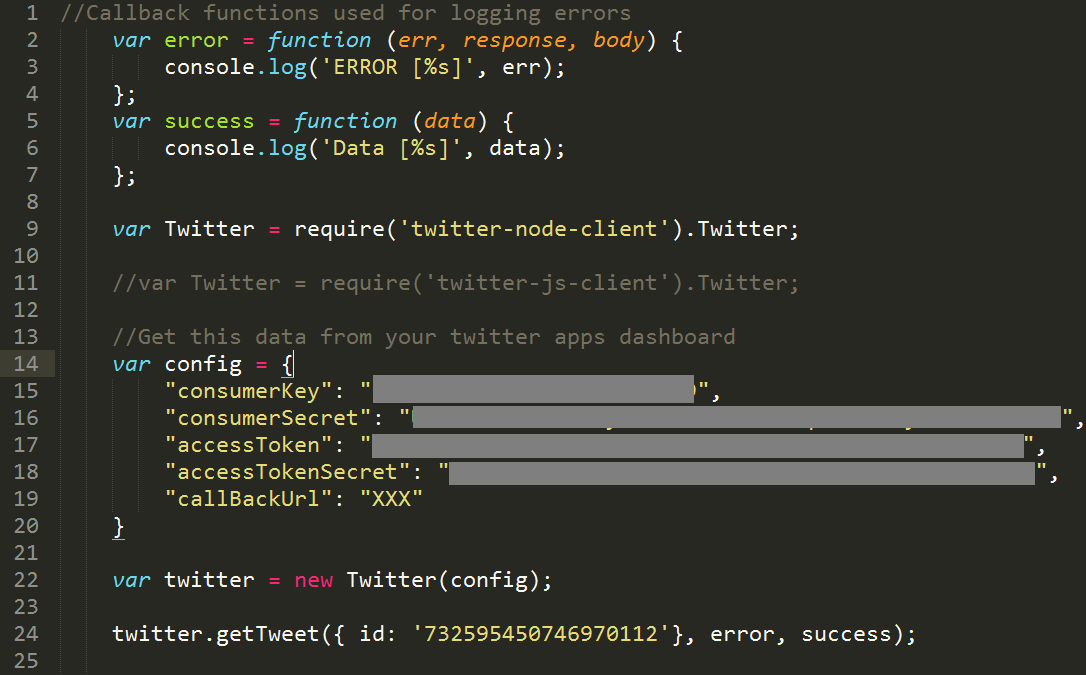 1 //Callback functions used for logging errors
2 var error = function (err, response, body) {
3 console.log('ERROR [%s]', err);
4 };
5 var success = function (data) {
6 console.log('Data [%s]', data);
7 };
8
9 var Twitter = require('twitter-node-client').Twitter;
10
11 //var Twitter = require('twitter-js-client').Twitter;
12
13 //Get this data from your twitter apps dashboard
14 var config = {
15 "consumerKey": "",
16 "consumerSecret": "",
17 "accessToken": "",
18 "accessTokenSecret": "",
19 "callBackUrl": "XXX"
20 }
21
22 var twitter = new Twitter(config);
23
24 twitter.getTweet({ id: '732595450746970112'}, error, success);
25